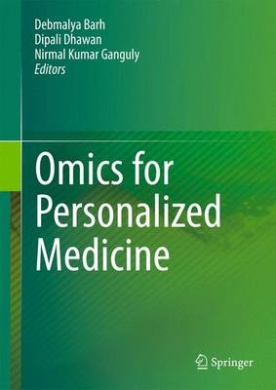 Debmalya Barh
Dipali Dhawan
Nirmal Kumar Ganguly
Editors
Omics for
Personalized
Medicine
Springer